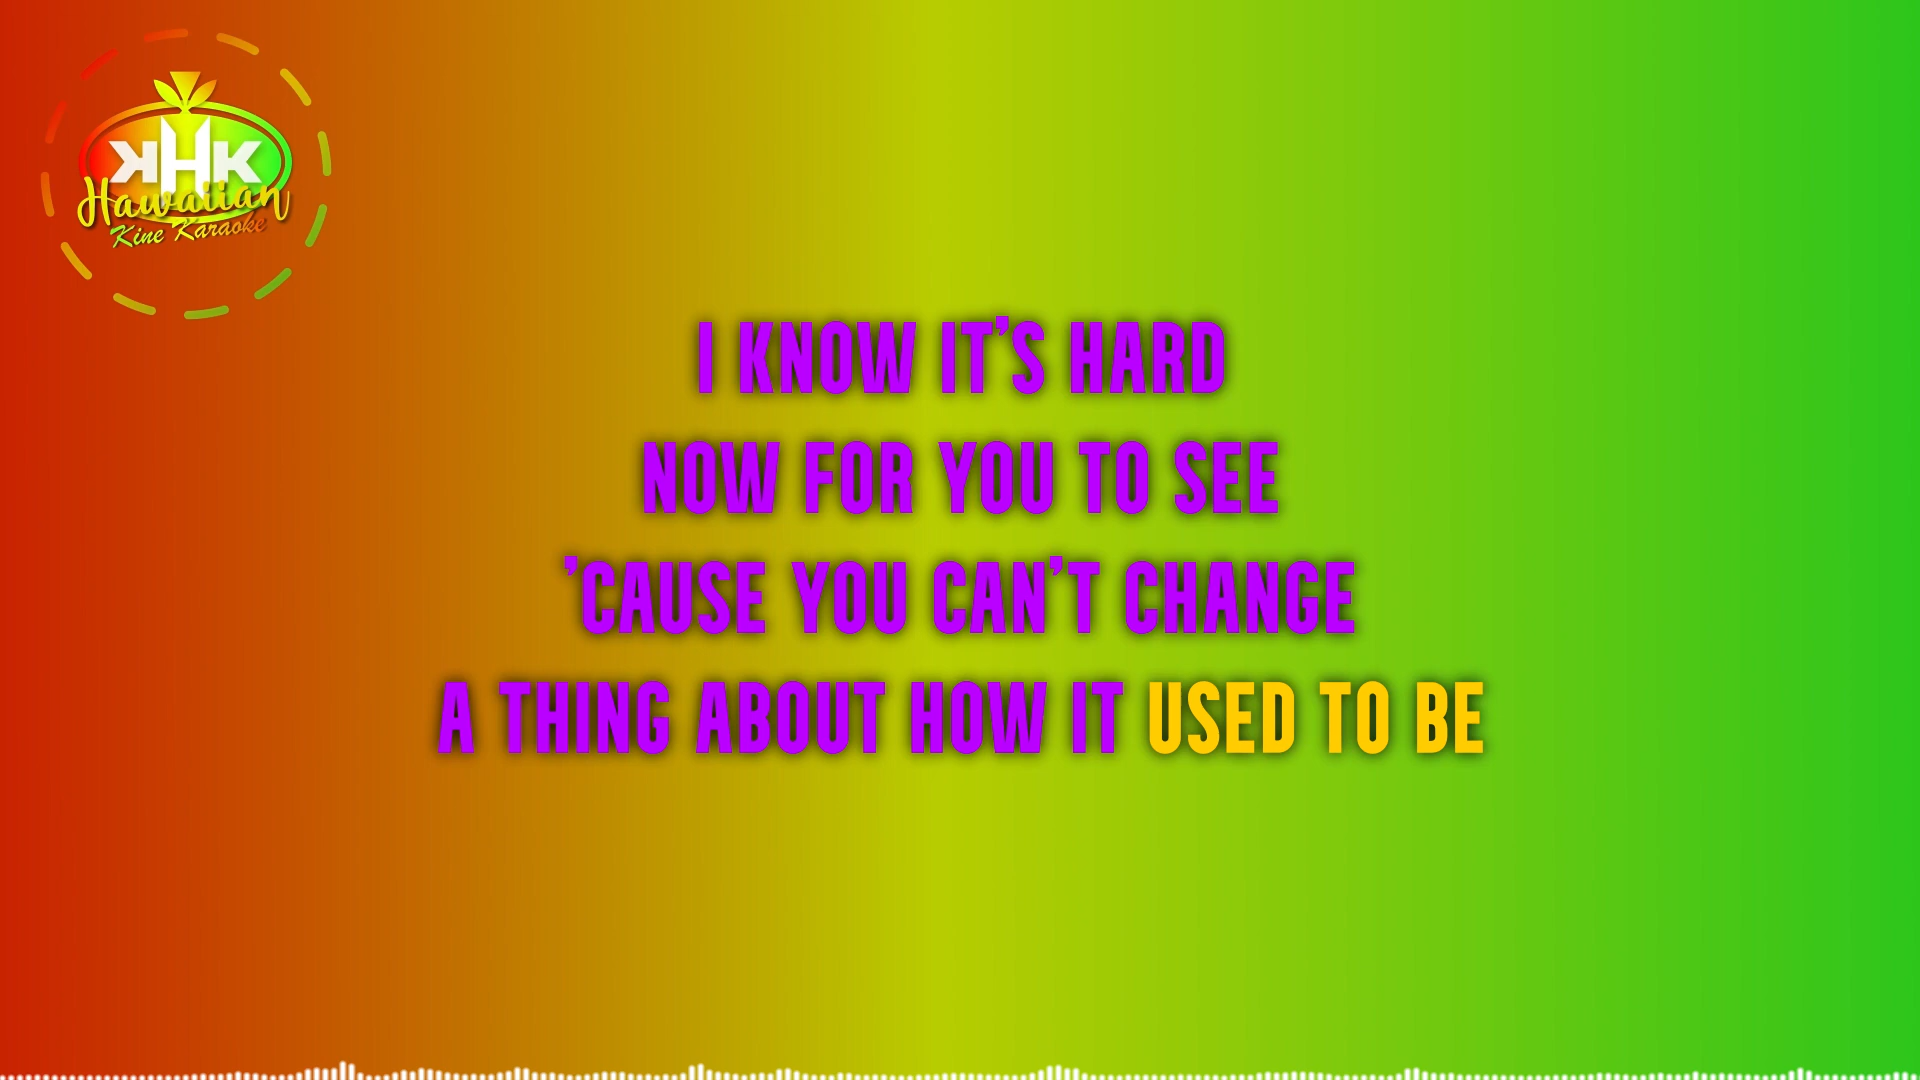 KHK
Hawaiian
Kine Karaoke
I KNOW IT'S HARD
NOW FOR YOU TO SEE
'CAUSE YOU CAN'T CHANGE
A THING ABOUT HOW IT USED TO BE